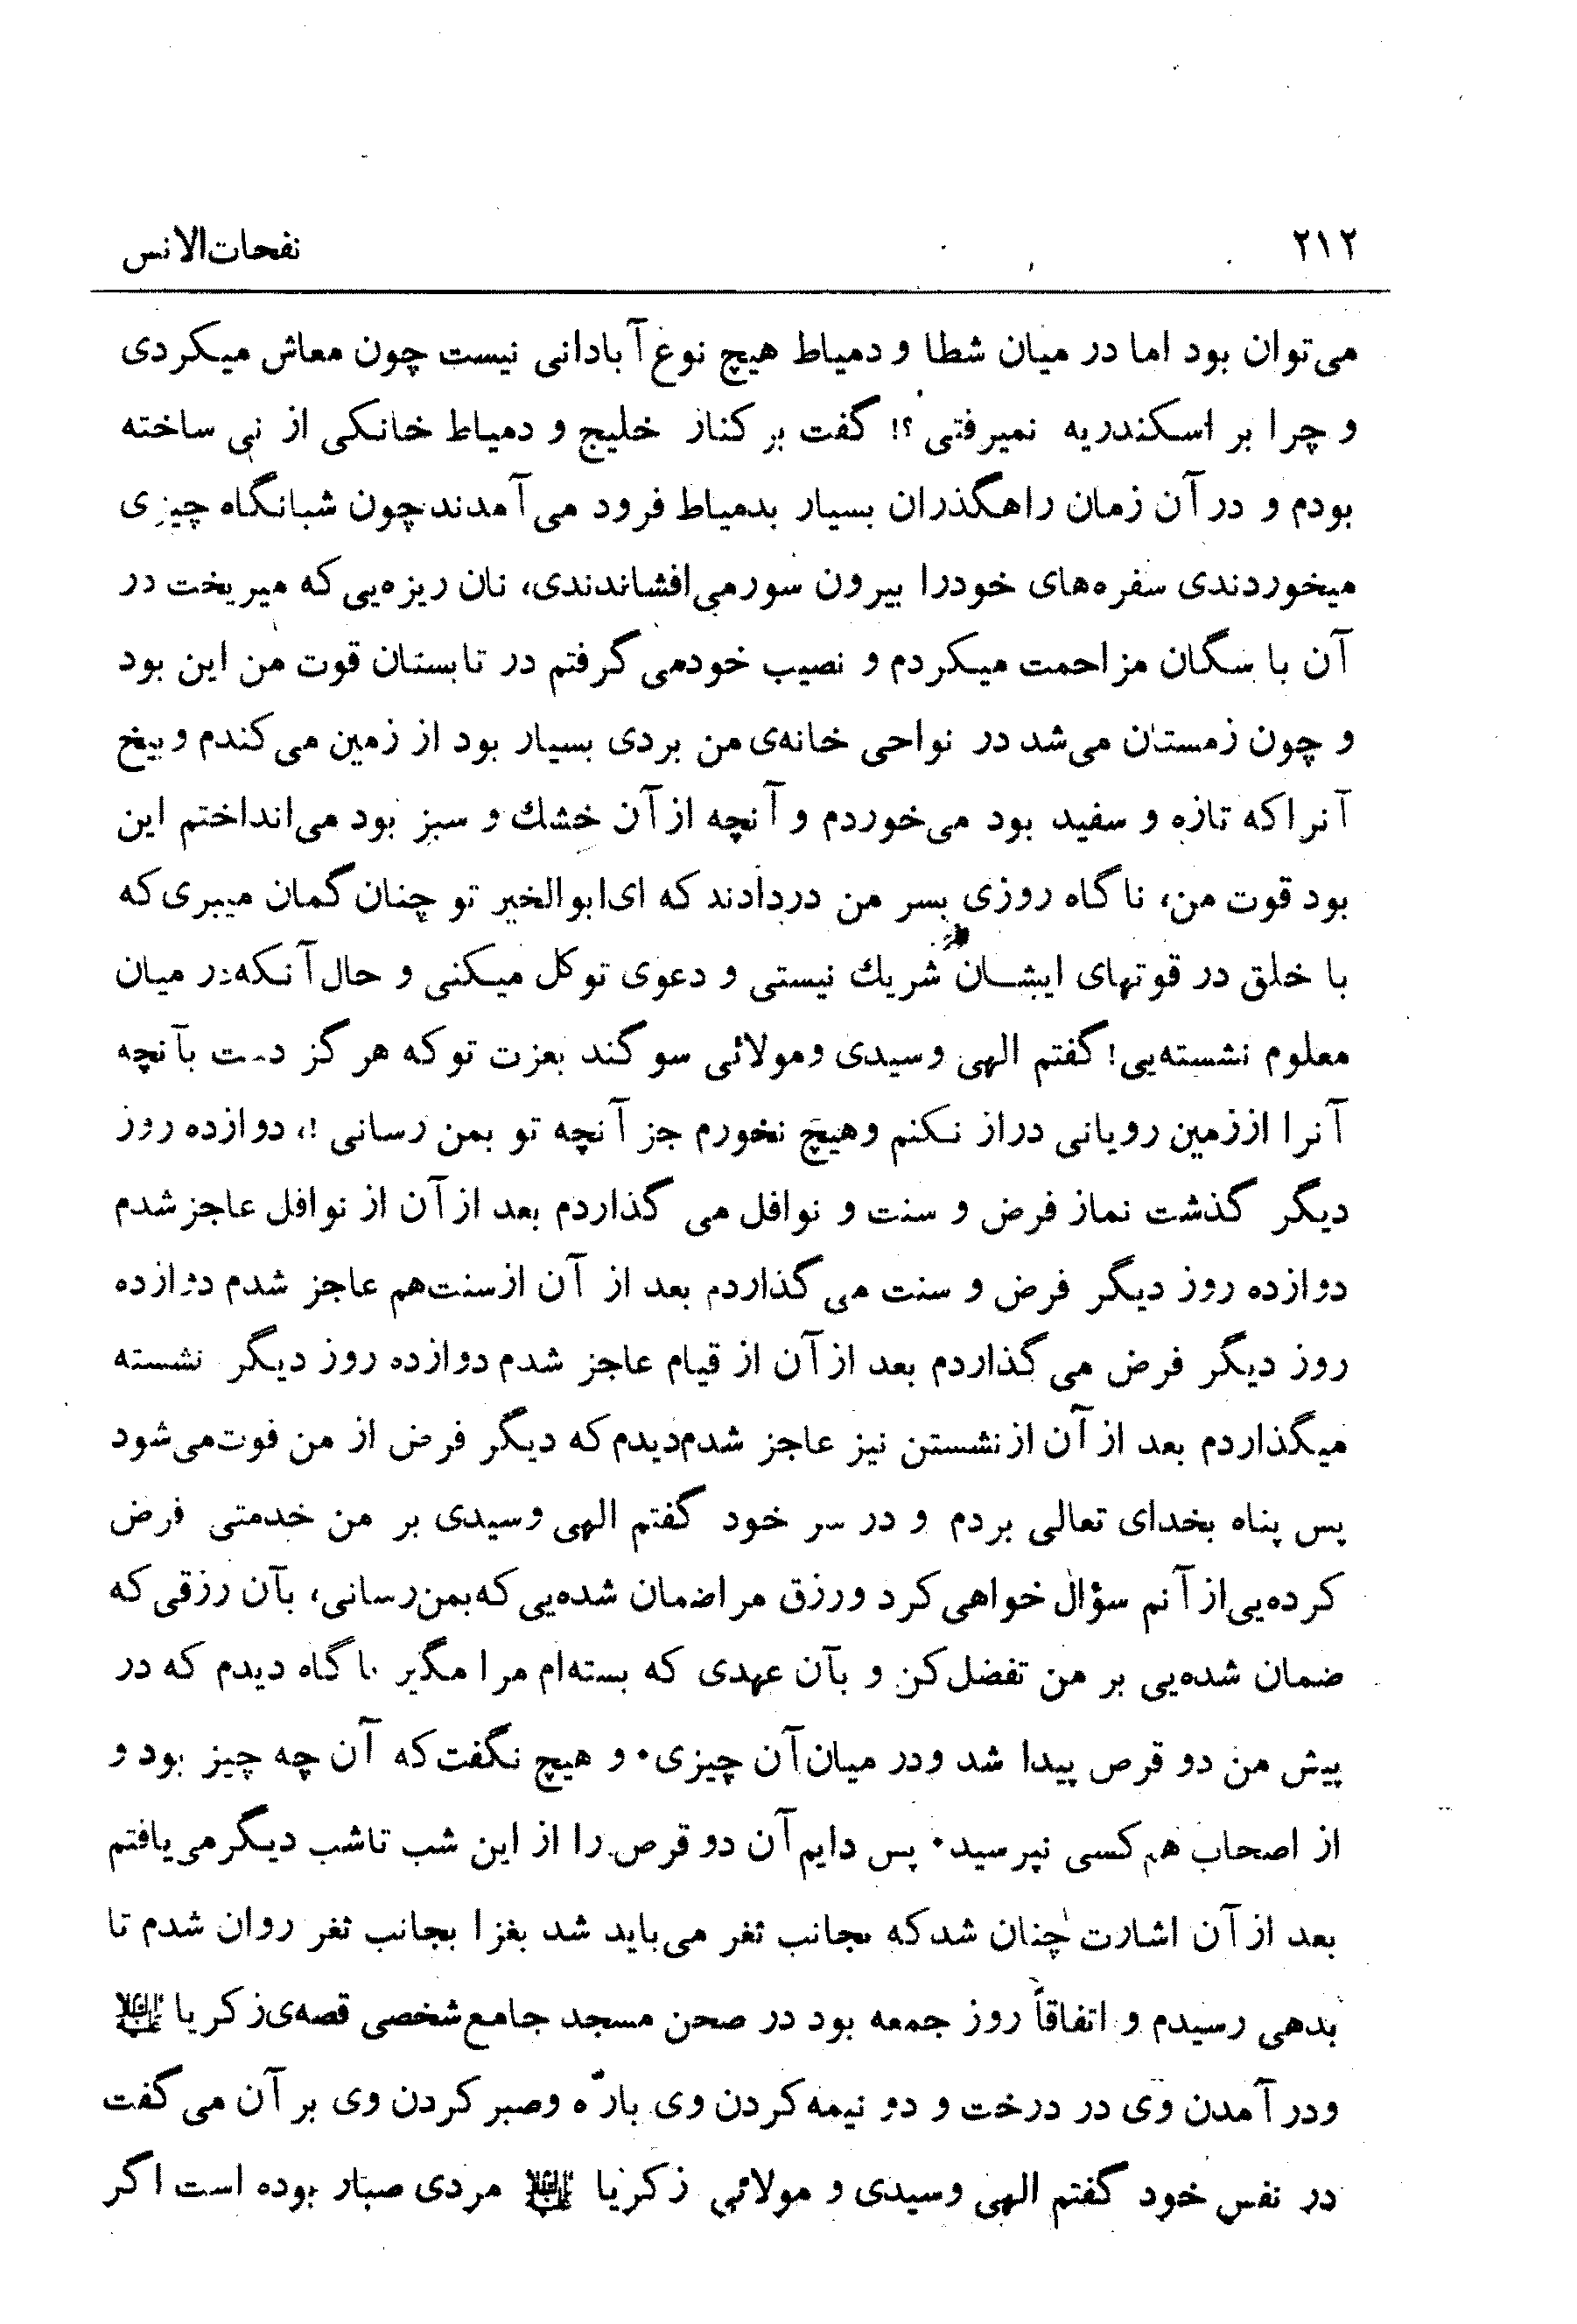 ۲۱۲ نفحات‌الانس
می‌توان بود اما در میان شطا و دمیاط هیچ نوع آبادانی نیست چون معاش میکردی
و چرا بر اسکندریه نمیرفتی ؟! گفت بر کنار خلیج و دمیاط خانکی از نی ساخته
بودم و در آن زمان راهگذران بسیار بدمیاط فرود می آمدند چون شبانگاه چیزی
میخوردندی سفره‌های خودرا بیرون سورمی‌افشاندندی، نان ریزه‌یی که میریخت در
آن با سگان مزاحمت میکردم و نصیب خودمی گرفتم در تابستان قوت من این بود
و چون زمستان می‌شد در نواحی خانه‌ی من بردی بسیار بود از زمین می‌کندم و بیخ
آنراکه تازه و سفید بود می‌خوردم و آنچه ازآن خشك و سبز بود می‌انداختم این
بود قوت من، ناگاه روزی بسر من دردادند که ای‌ابوالخیر تو چنان گمان میبری که
با خلق در قوتهای ایشان شریك نیستی و دعوی توکل میکنی و حال آنکه در میان
معلوم نشسته‌یی! گفتم الهی وسیدی ومولائی سوگند بعزت توکه هرگز دست بآنچه
آنرا اززمین رویانی دراز نکنم وهیچ نخورم جز آنچه تو بمن رسانی !، دوازده روز
دیگر گذشت نماز فرض و سنت و نوافل می گذاردم بعد ازآن از نوافل عاجزشدم
دوازده روز دیگر فرض و سنت می گذاردم بعد از آن ازسنت‌هم عاجز شدم دوازده
روز دیگر فرض می گذاردم بعد ازآن از قیام عاجز شدم دوازده روز دیگر نشسته
میگذاردم بعد ازآن ازنشستن نیز عاجز شدم‌دیدم که دیگر فرض از من فوت‌می‌شود
پس پناه بخدای تعالی بردم و در سر خود گفتم الهی وسیدی بر من خدمتی فرض
کرده‌یی‌از آنم سؤال خواهی کرد ورزق مراضمان شده‌یی که‌بمن‌رسانی، بآن رزقی که
ضمان شده‌یی بر من تفضل کن و بآن عهدی که بسته‌ام مرا مگیر ناگاه دیدم که در
پیش من دو قرص پیدا شد ودر میان آن چیزی۰ و هیچ نگفت که آن چه چیز بود و
از اصحاب هم کسی نپرسید۰ پس دایم آن دو قرص را از این شب تاشب دیگرمی‌یافتم
بعد ازآن اشارت چنان شدکه بجانب ثغر می‌باید شد بغزا بجانب ثغر روان شدم تا
بدهی رسیدم و اتفاقاً روز جمعه بود در صحن مسجد جامع‌شخصی قصه‌ی‌زکریا علیه‌السلام
ودر آمدن وی در درخت و دو نیمه کردن وی باره وصبر کردن وی بر آن می گفت
در نفس خود گفتم الهی وسیدی و مولائی زکریا علیه‌السلام مردی صبار بوده است اگر